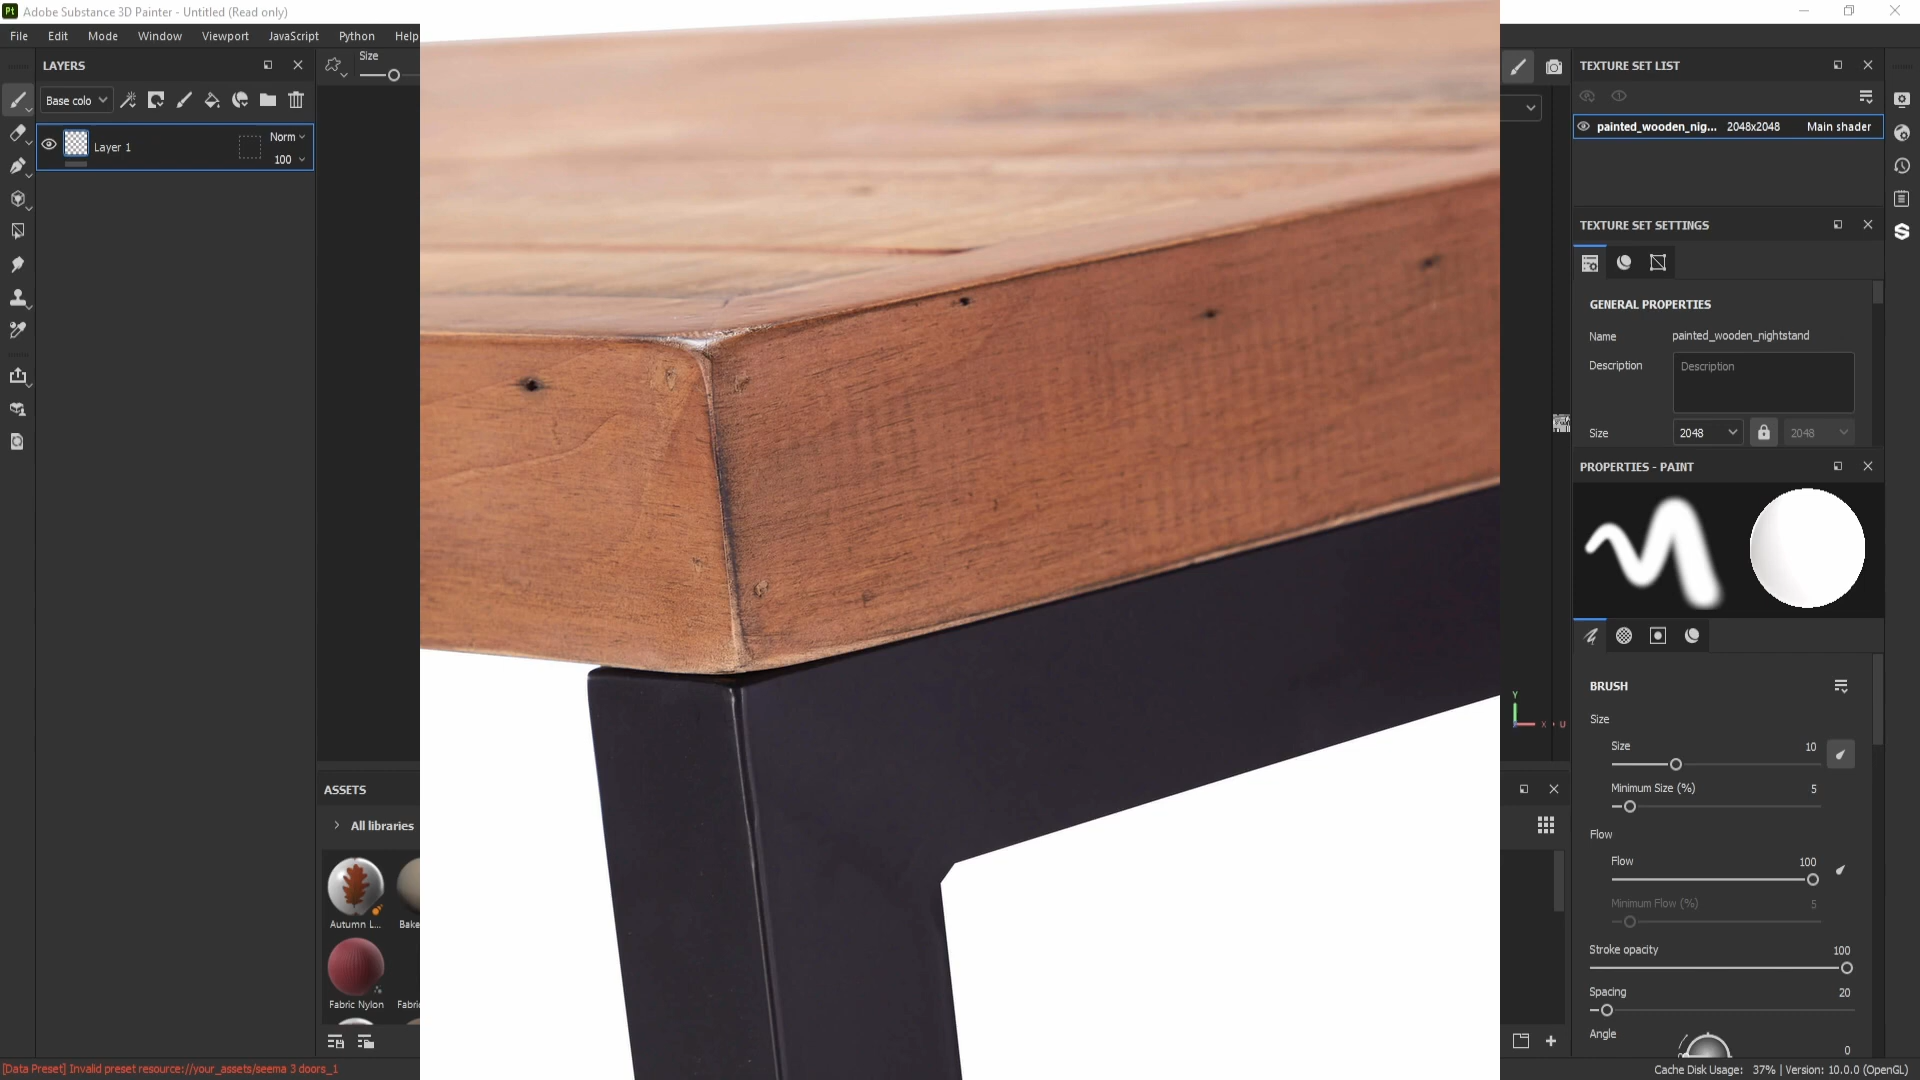 Pt Adobe Substance 3D Painter - Untitled (Read only)
File Edit Mode Window Viewport JavaScript Python Help
LAYERS
Base colo
Layer 1
Norm
100
Size
ASSETS
All libraries
Autumn L...
Bake
Fabric Nylon
Fabric
[Data Preset] Invalid preset resource://your_assets/seema 3 doors_1
TEXTURE SET LIST
painted_wooden_nig... 2048x2048 Main shader
TEXTURE SET SETTINGS
GENERAL PROPERTIES
Name painted_wooden_nightstand
Description Description
Size 2048 2048
PROPERTIES - PAINT
BRUSH
Size
Size 10
Minimum Size (%) 5
Flow
Flow 100
Minimum Flow (%) 5
Stroke opacity 100
Spacing 20
Angle 0
Y
X U
Cache Disk Usage: 37% | Version: 10.0.0 (OpenGL)